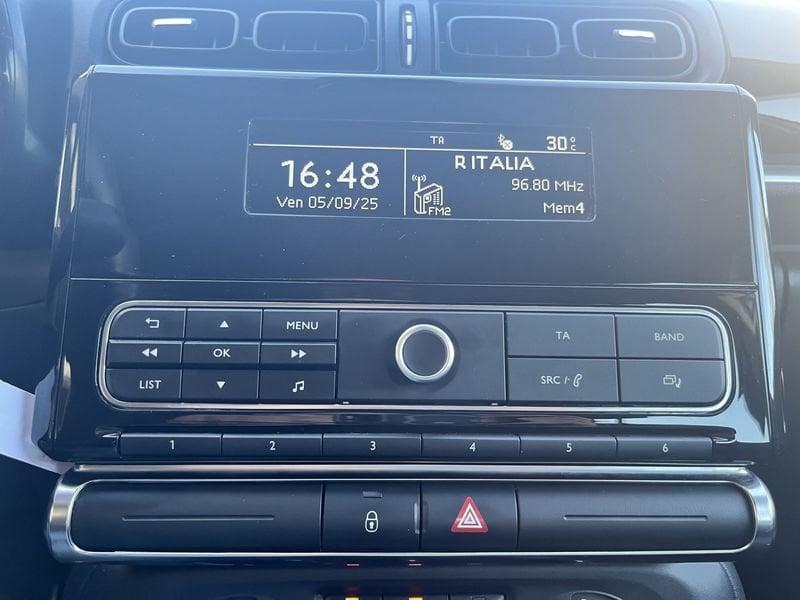 TA 30°C
16:48 R ITALIA
96.80 MHz
Ven 05/09/25 FM2 Mem4
MENU TA BAND
OK
LIST SRC /
1 2 3 4 5 6